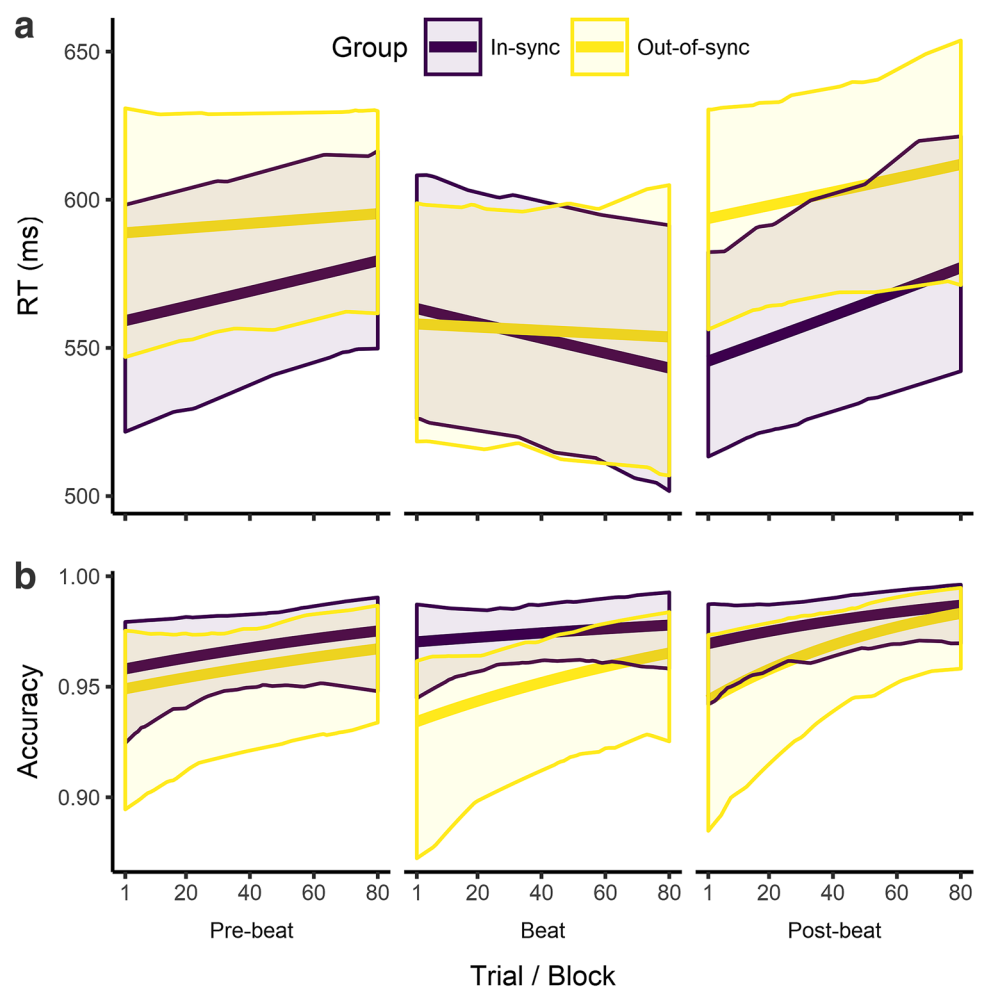 a
Group In-sync Out-of-sync
RT (ms)
650
600
550
500
b
Accuracy
1.00
0.95
0.90
1 20 40 60 80 1 20 40 60 80 1 20 40 60 80
Pre-beat Beat Post-beat
Trial / Block